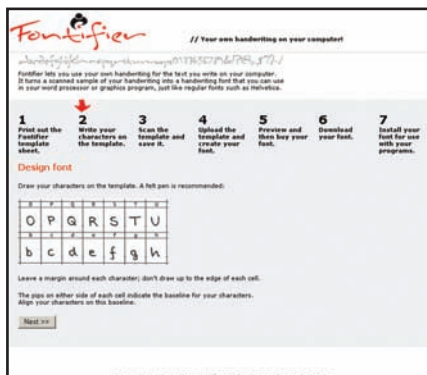 Fontifier
// Your own handwriting on your computer!
Fontifier lets you use your own handwriting for the text you write on your computer.
It turns a scanned sample of your handwriting into a handwriting font that you can use
in your word processor or graphics program, just like regular fonts such as Helvetica.
1 2 3 4 5 6 7
Print out the Fontifier template sheet.
Write your characters on the template.
Scan the template and save it.
Upload the template and create your font.
Preview and then buy your font.
Download your font.
Install your font for use with your programs.
Design font
Draw your characters on the template. A felt pen is recommended:
O P Q R S T U
b c d e f g h
Leave a margin around each character; don't draw up to the edge of each cell.
The pips on either side of each cell indicate the baseline for your characters.
Align your characters on this baseline.
Next >>